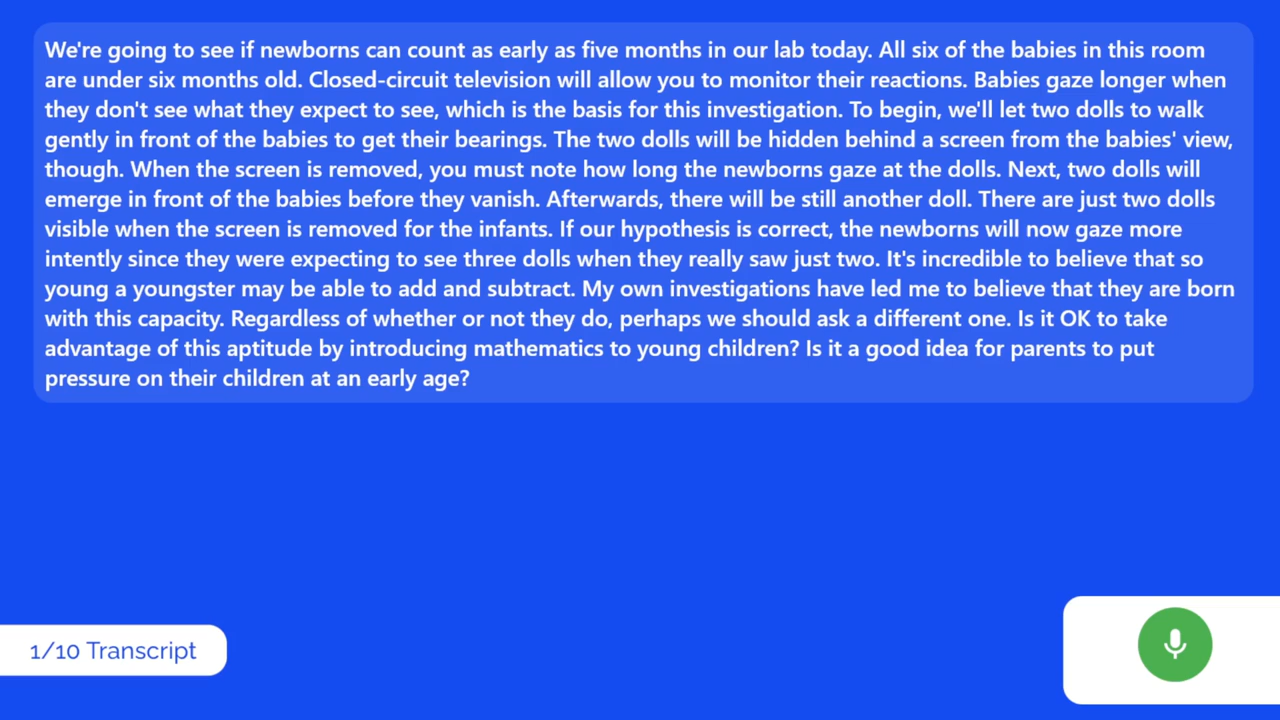 We're going to see if newborns can count as early as five months in our lab today. All six of the babies in this room
are under six months old. Closed-circuit television will allow you to monitor their reactions. Babies gaze longer when
they don't see what they expect to see, which is the basis for this investigation. To begin, we'll let two dolls to walk
gently in front of the babies to get their bearings. The two dolls will be hidden behind a screen from the babies' view,
though. When the screen is removed, you must note how long the newborns gaze at the dolls. Next, two dolls will
emerge in front of the babies before they vanish. Afterwards, there will be still another doll. There are just two dolls
visible when the screen is removed for the infants. If our hypothesis is correct, the newborns will now gaze more
intently since they were expecting to see three dolls when they really saw just two. It's incredible to believe that so
young a youngster may be able to add and subtract. My own investigations have led me to believe that they are born
with this capacity. Regardless of whether or not they do, perhaps we should ask a different one. Is it OK to take
advantage of this aptitude by introducing mathematics to young children? Is it a good idea for parents to put
pressure on their children at an early age?
1/10 Transcript